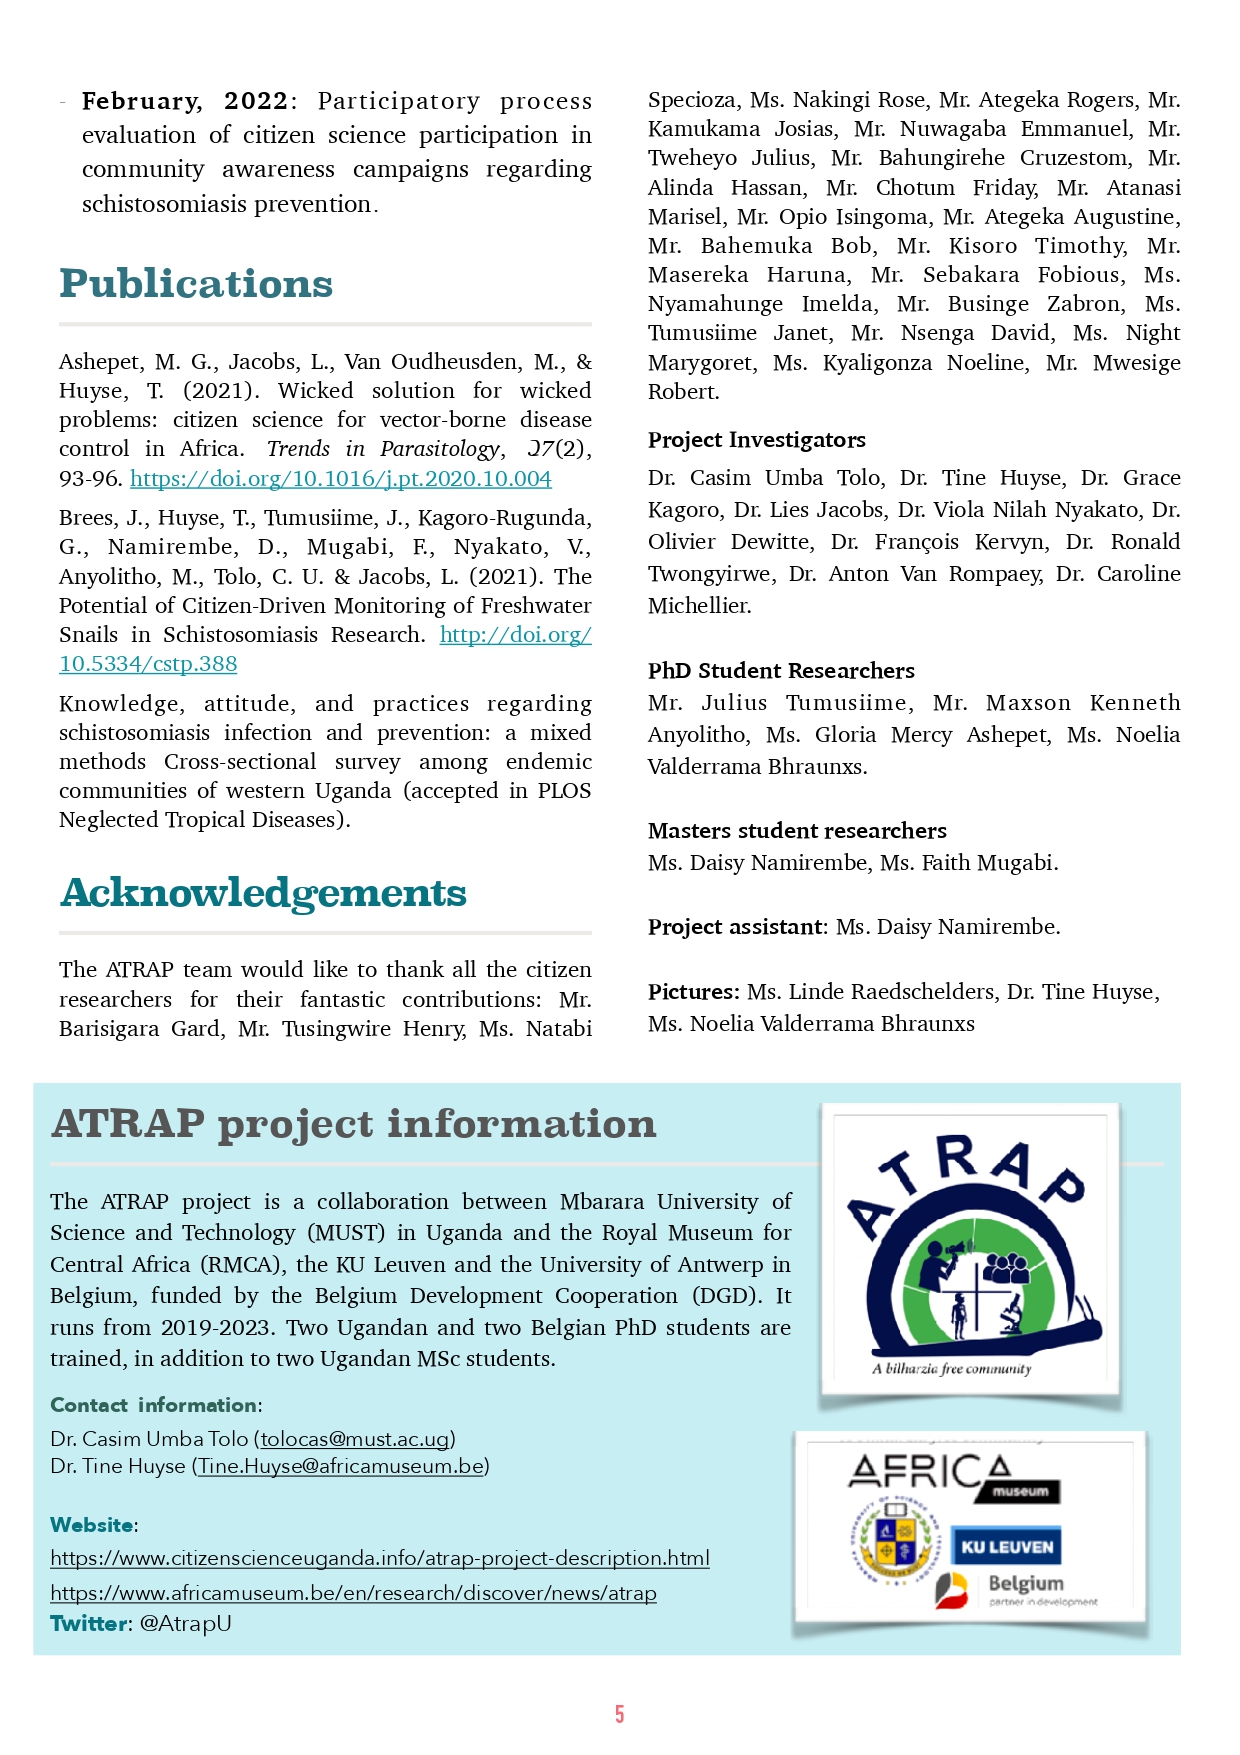 - February, 2022: Participatory process
evaluation of citizen science participation in
community awareness campaigns regarding
schistosomiasis prevention.
Publications
Ashepet, M. G., Jacobs, L., Van Oudheusden, M., &
Huyse, T. (2021). Wicked solution for wicked
problems: citizen science for vector-borne disease
control in Africa. Trends in Parasitology, 37(2),
93-96. https://doi.org/10.1016/j.pt.2020.10.004
Brees, J., Huyse, T., Tumusiime, J., Kagoro-Rugunda,
G., Namirembe, D., Mugabi, F., Nyakato, V.,
Anyolitho, M., Tolo, C. U. & Jacobs, L. (2021). The
Potential of Citizen-Driven Monitoring of Freshwater
Snails in Schistosomiasis Research. http://doi.org/
10.5334/cstp.388
Knowledge, attitude, and practices regarding
schistosomiasis infection and prevention: a mixed
methods Cross-sectional survey among endemic
communities of western Uganda (accepted in PLOS
Neglected Tropical Diseases).
Acknowledgements
The ATRAP team would like to thank all the citizen
researchers for their fantastic contributions: Mr.
Barisigara Gard, Mr. Tusingwire Henry, Ms. Natabi
Specioza, Ms. Nakingi Rose, Mr. Ategeka Rogers, Mr.
Kamukama Josias, Mr. Nuwagaba Emmanuel, Mr.
Tweheyo Julius, Mr. Bahungirehe Cruzestom, Mr.
Alinda Hassan, Mr. Chotum Friday, Mr. Atanasi
Marisel, Mr. Opio Isingoma, Mr. Ategeka Augustine,
Mr. Bahemuka Bob, Mr. Kisoro Timothy, Mr.
Masereka Haruna, Mr. Sebakara Fobious, Ms.
Nyamahunge Imelda, Mr. Businge Zabron, Ms.
Tumusiime Janet, Mr. Nsenga David, Ms. Night
Marygoret, Ms. Kyaligonza Noeline, Mr. Mwesige
Robert.
Project Investigators
Dr. Casim Umba Tolo, Dr. Tine Huyse, Dr. Grace
Kagoro, Dr. Lies Jacobs, Dr. Viola Nilah Nyakato, Dr.
Olivier Dewitte, Dr. François Kervyn, Dr. Ronald
Twongyirwe, Dr. Anton Van Rompaey, Dr. Caroline
Michellier.
PhD Student Researchers
Mr. Julius Tumusiime, Mr. Maxson Kenneth
Anyolitho, Ms. Gloria Mercy Ashepet, Ms. Noelia
Valderrama Bhraunxs.
Masters student researchers
Ms. Daisy Namirembe, Ms. Faith Mugabi.
Project assistant: Ms. Daisy Namirembe.
Pictures: Ms. Linde Raedschelders, Dr. Tine Huyse,
Ms. Noelia Valderrama Bhraunxs
ATRAP project information
The ATRAP project is a collaboration between Mbarara University of
Science and Technology (MUST) in Uganda and the Royal Museum for
Central Africa (RMCA), the KU Leuven and the University of Antwerp in
Belgium, funded by the Belgium Development Cooperation (DGD). It
runs from 2019-2023. Two Ugandan and two Belgian PhD students are
trained, in addition to two Ugandan MSc students.
Contact information:
Dr. Casim Umba Tolo (tolocas@must.ac.ug)
Dr. Tine Huyse (Tine.Huyse@africamuseum.be)
Website:
https://www.citizenscienceuganda.info/atrap-project-description.html
https://www.africamuseum.be/en/research/discover/news/atrap
Twitter: @AtrapU
ATRAP
A bilharzia free community
AFRICA
museum
KU LEUVEN
Belgium
partner in development
5